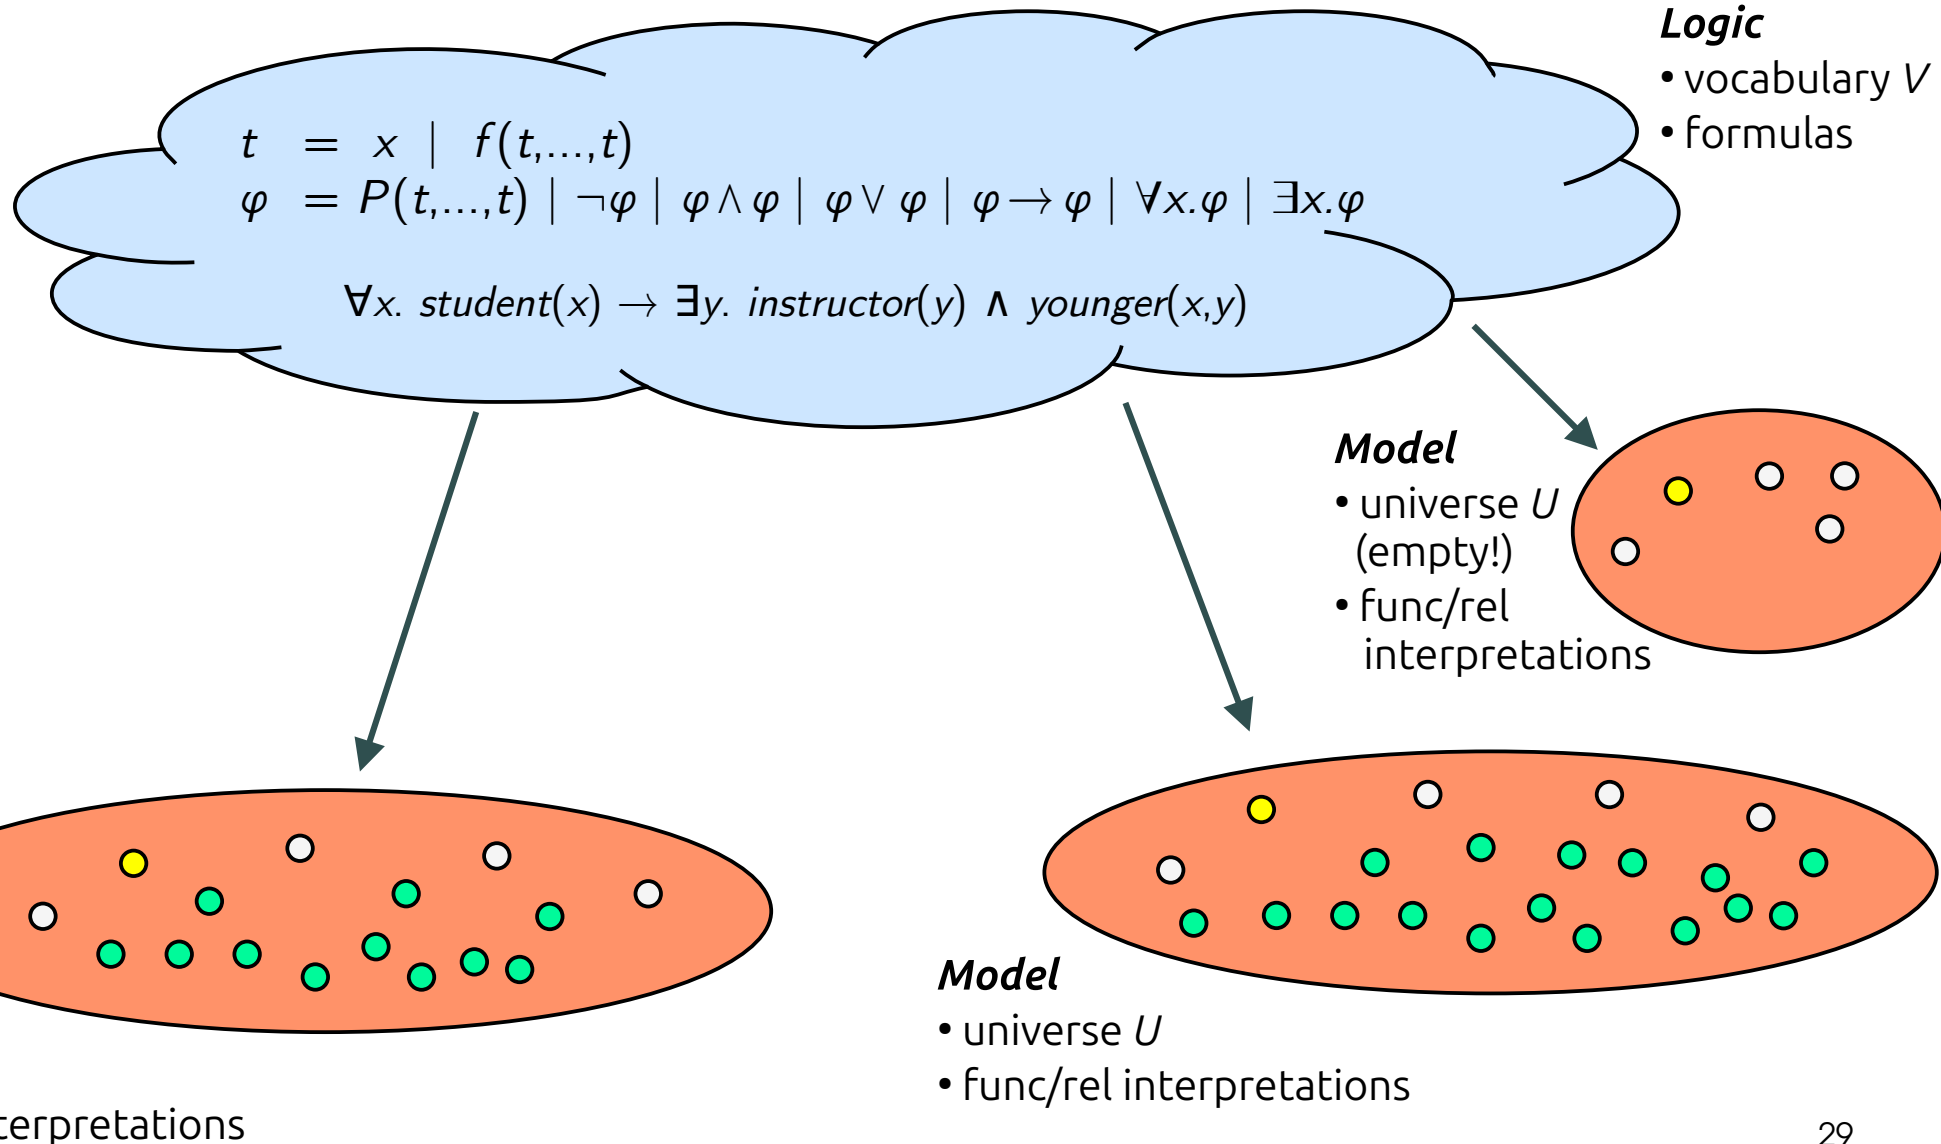 Logic
• vocabulary V
• formulas
t = x | f(t,...,t)
φ = P(t,...,t) | ¬φ | φ∧φ | φ∨φ | φ→φ | ∀x.φ | ∃x.φ
∀x. student(x) → ∃y. instructor(y) ∧ younger(x,y)
Model
• universe U
(empty!)
• func/rel
interpretations
Model
• universe U
• func/rel interpretations
terpretations
29